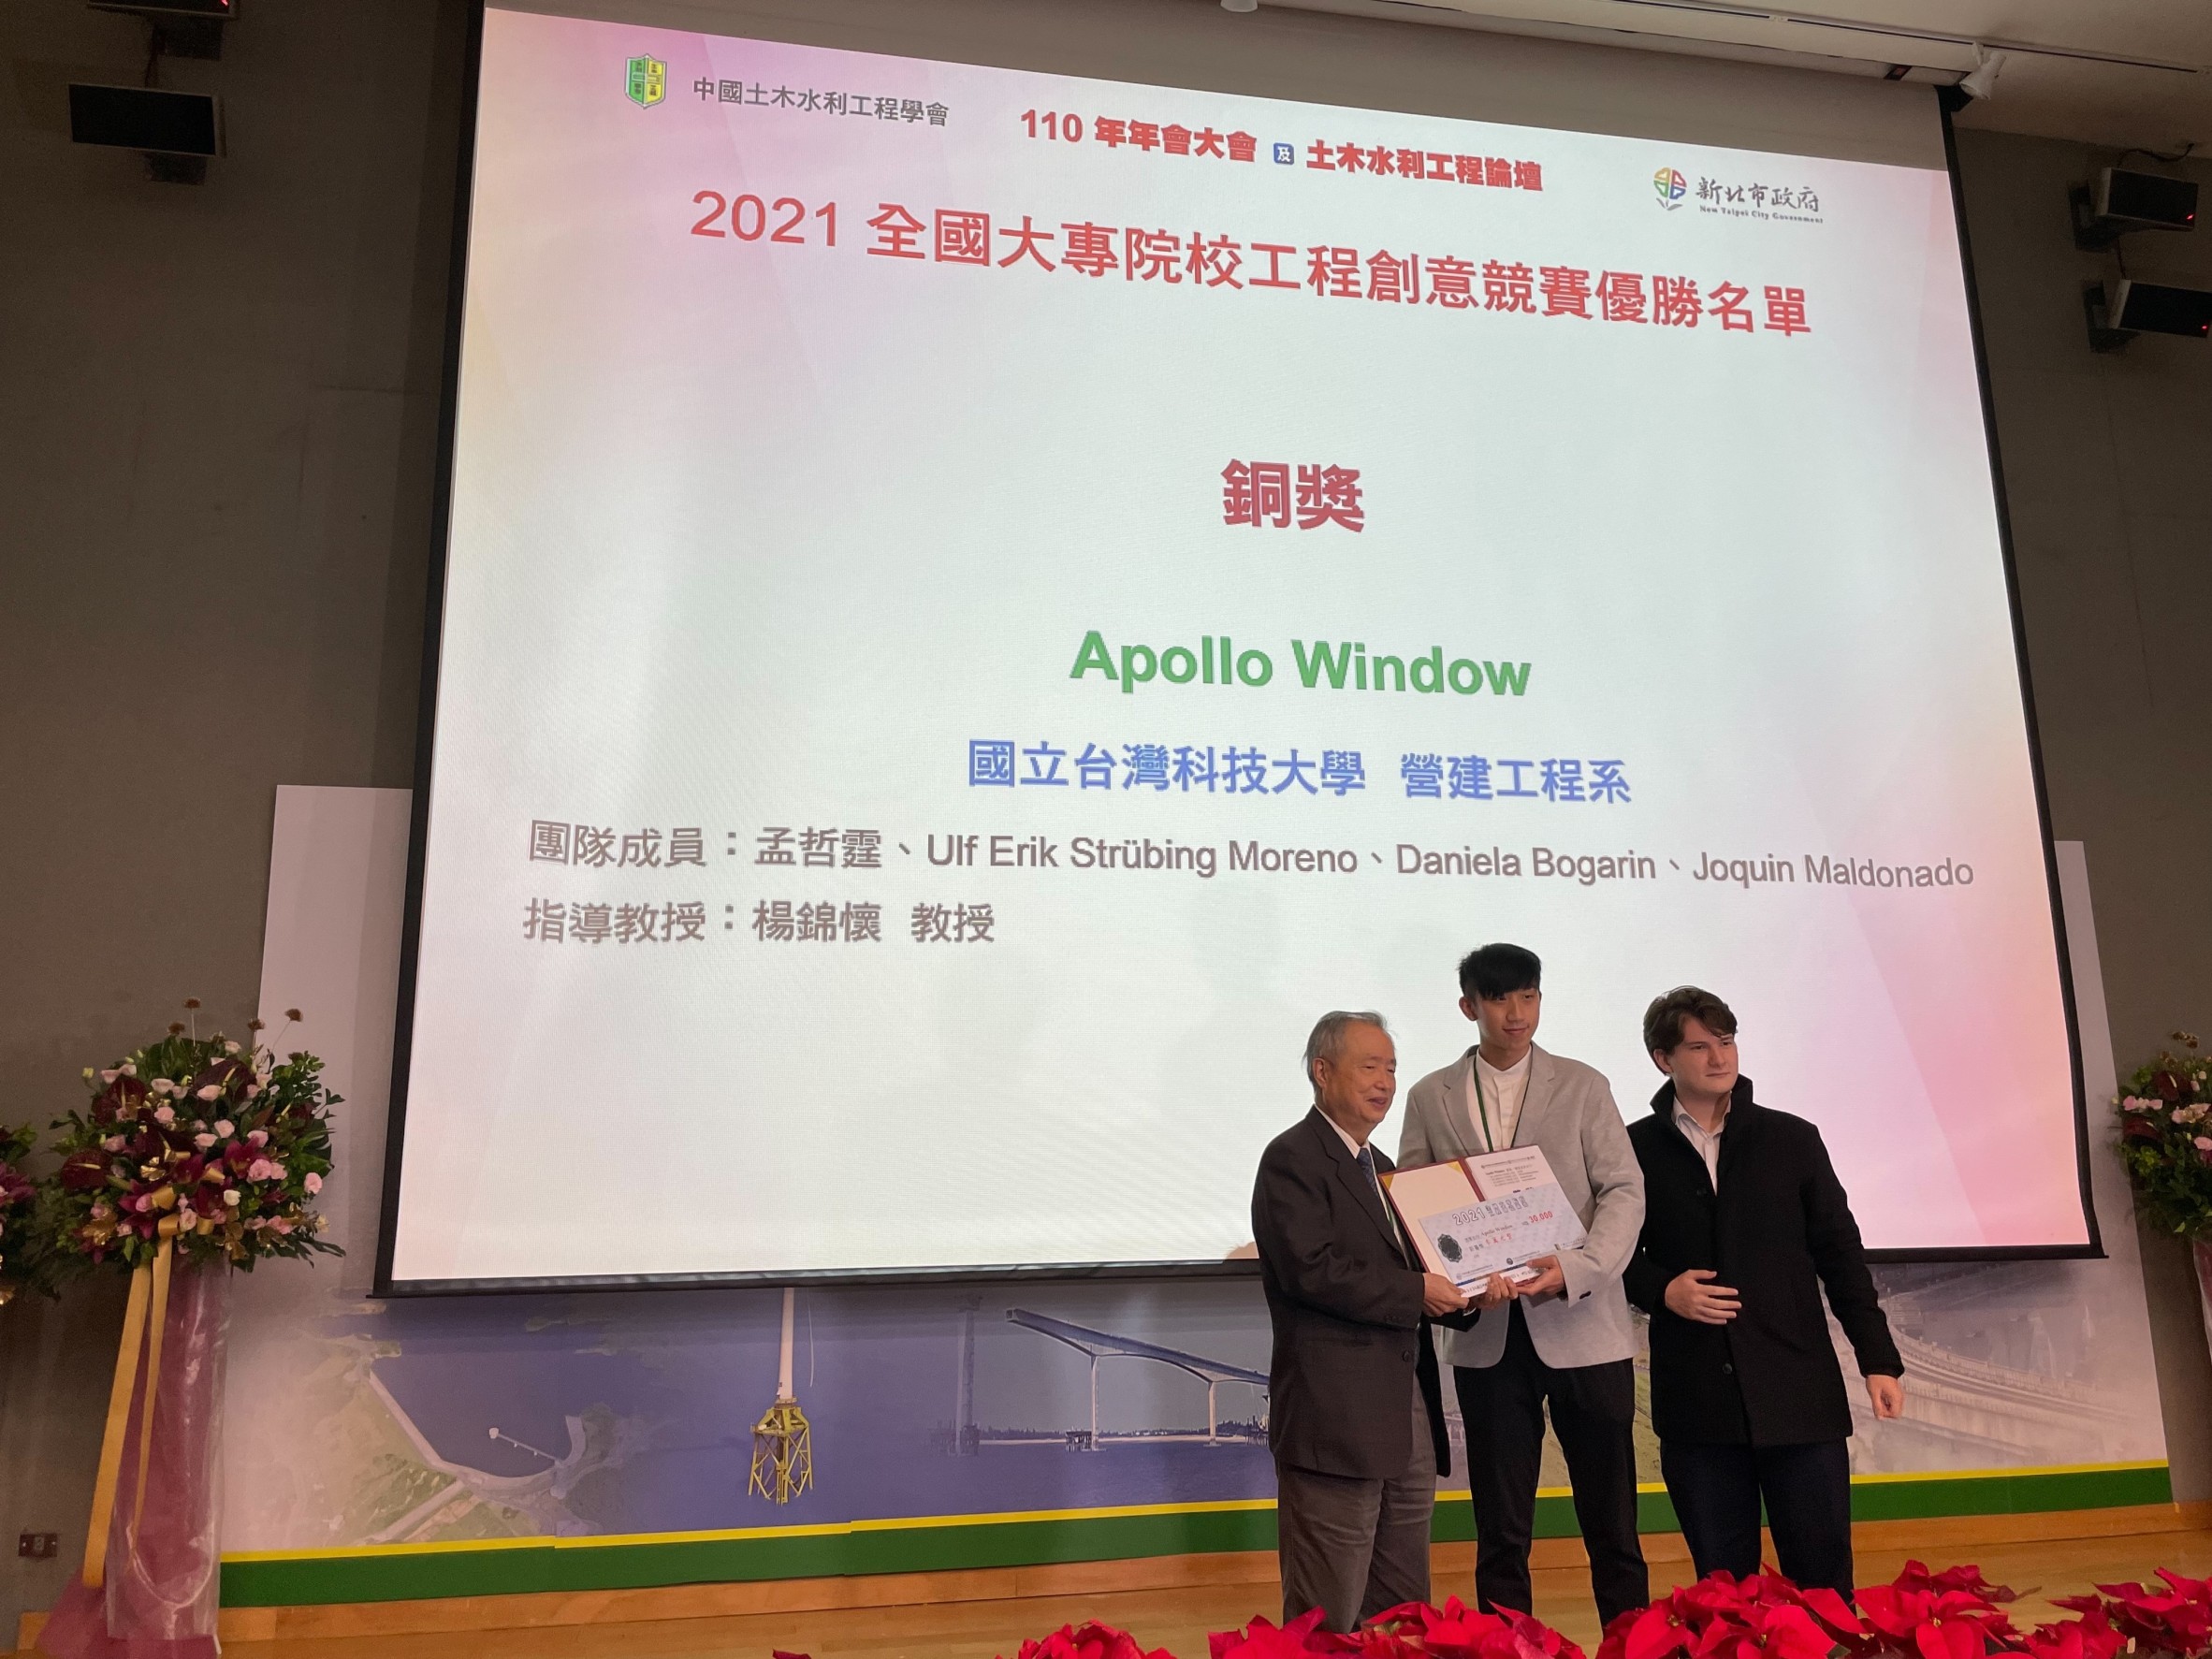 中國土木水利工程學會
110 年年會大會 及 土木水利工程論壇
新北市政府
New Taipei City Government
2021 全國大專院校工程創意競賽優勝名單
銅獎
Apollo Window
國立台灣科技大學 營建工程系
團隊成員：孟哲霆、Ulf Erik Strübing Moreno、Daniela Bogarin、Joquin Maldonado
指導教授：楊錦懷 教授
2021
Apollo Window
30,000